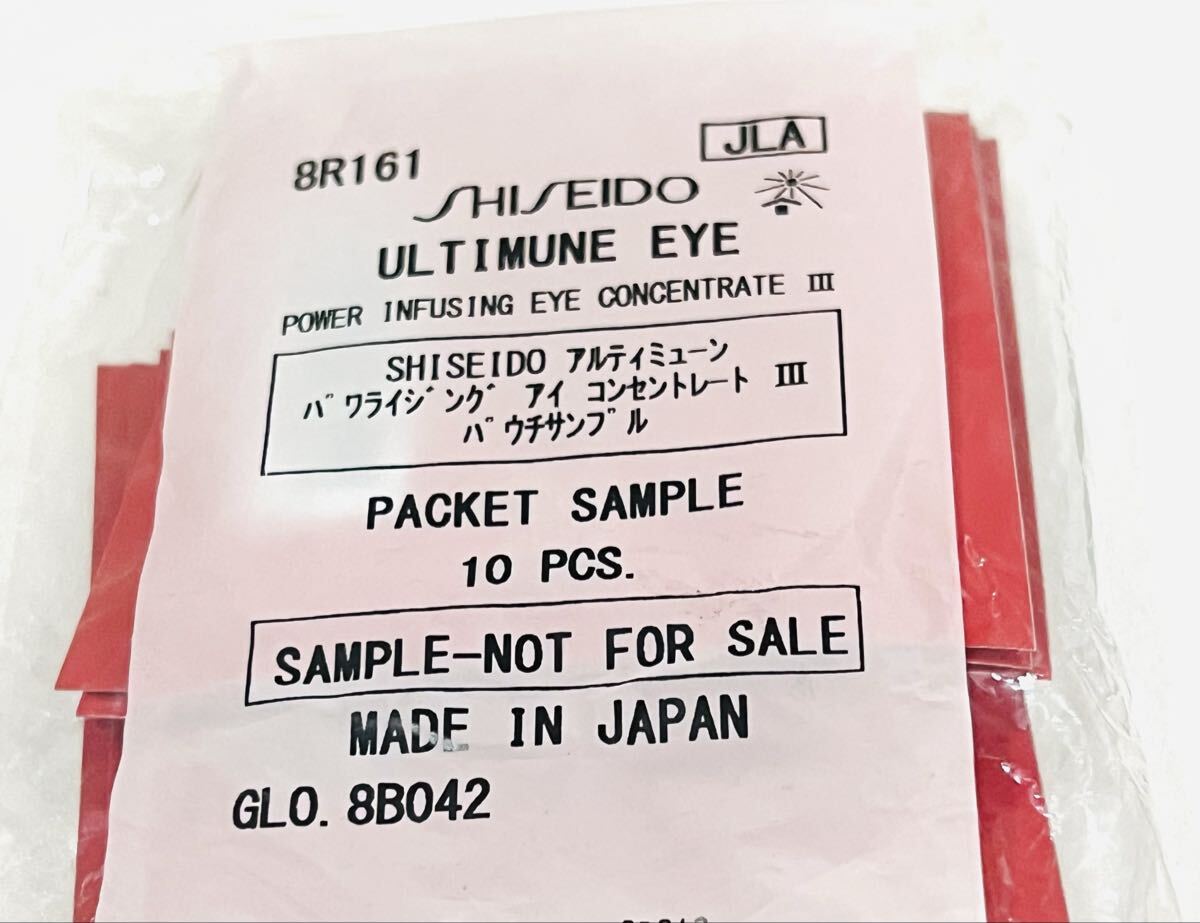 8R161
JLA
SHISEIDO
ULTIMUNE EYE
POWER INFUSING EYE CONCENTRATE Ⅲ
SHISEIDO アルティミューン
パワライジング アイ コンセントレート Ⅲ
パウチサンプル
PACKET SAMPLE
10 PCS.
SAMPLE-NOT FOR SALE
MADE IN JAPAN
GLO. 8B042